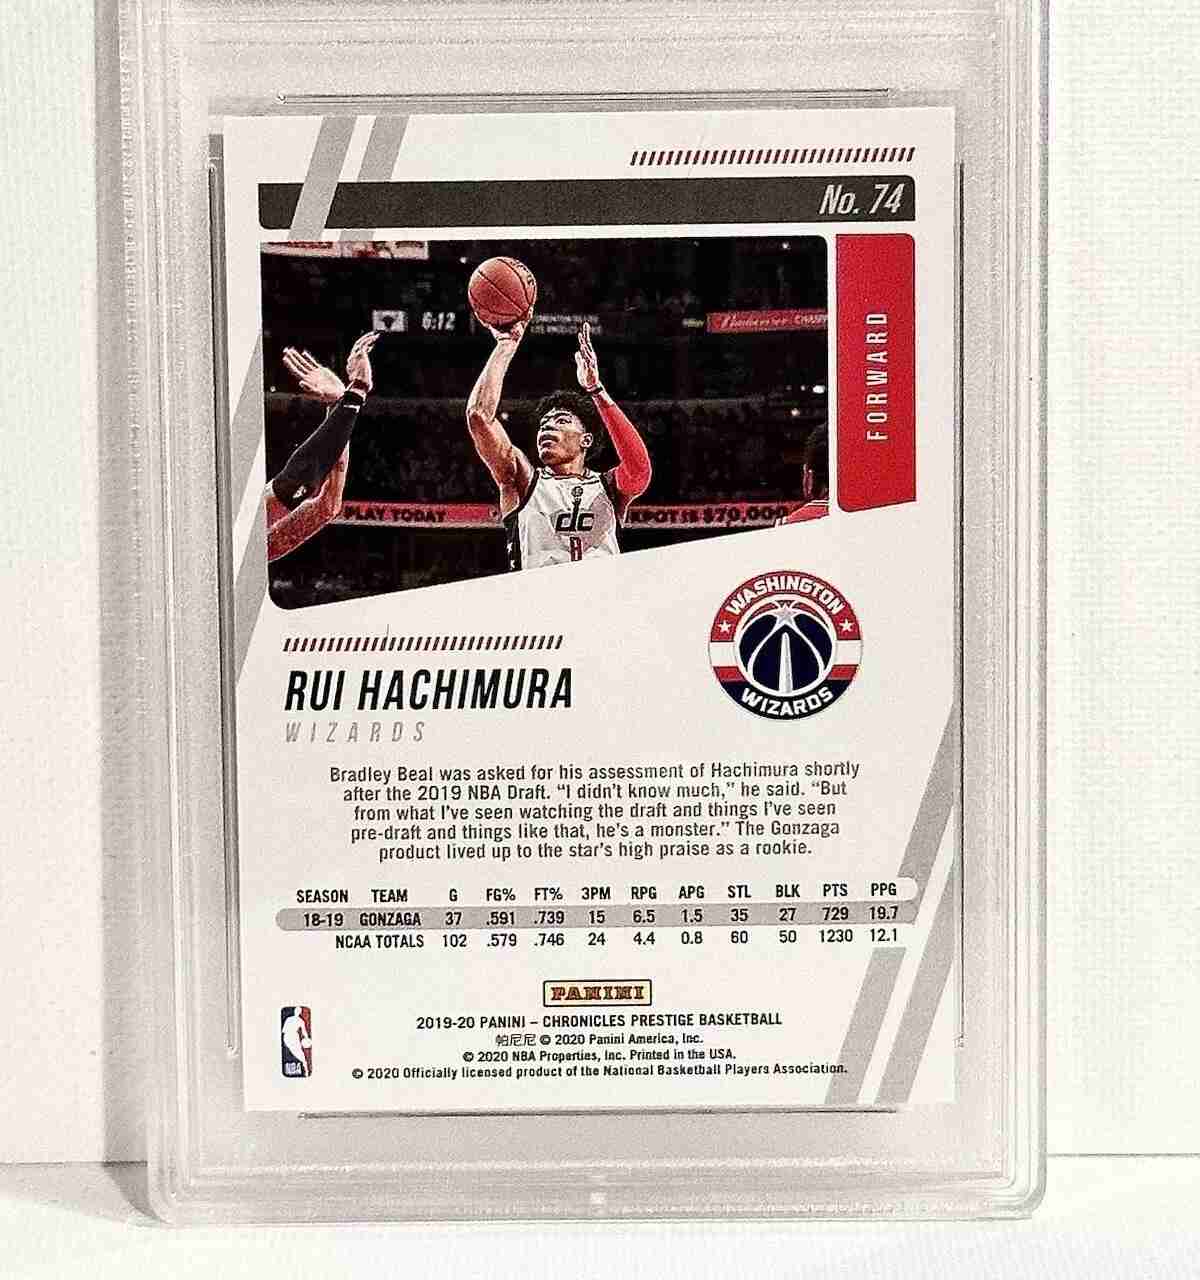 No. 74
FORWARD
6:12
Budweiser CHAMP
PLAY TODAY
KPOT IS $70,000
dc
8
WASHINGTON
WIZARDS
RUI HACHIMURA
WIZARDS
Bradley Beal was asked for his assessment of Hachimura shortly
after the 2019 NBA Draft. “I didn’t know much,” he said. “But
from what I’ve seen watching the draft and things I’ve seen
pre-draft and things like that, he’s a monster.” The Gonzaga
product lived up to the star’s high praise as a rookie.
SEASON TEAM G FG% FT% 3PM RPG APG STL BLK PTS PPG
18-19 GONZAGA 37 .591 .739 15 6.5 1.5 35 27 729 19.7
NCAA TOTALS 102 .579 .746 24 4.4 0.8 60 50 1230 12.1
PANINI
2019-20 PANINI – CHRONICLES PRESTIGE BASKETBALL
帕尼尼 © 2020 Panini America, Inc.
© 2020 NBA Properties, Inc. Printed in the USA.
© 2020 Officially licensed product of the National Basketball Players Association.
NBA